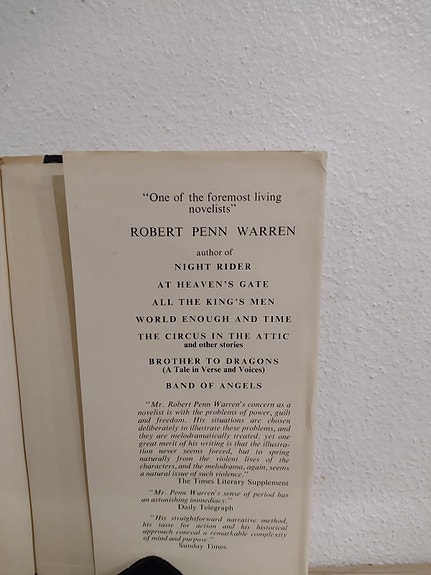 "One of the foremost living
novelists"
ROBERT PENN WARREN
author of
NIGHT RIDER
AT HEAVEN'S GATE
ALL THE KING'S MEN
WORLD ENOUGH AND TIME
THE CIRCUS IN THE ATTIC
and other stories
BROTHER TO DRAGONS
(A Tale in Verse and Voices)
BAND OF ANGELS
"Mr. Robert Penn Warren's concern as a
novelist is with the problems of power, guilt
and freedom. His situations are chosen
deliberately to illustrate these problems, and
they are melodramatically treated; yet one
great merit of his writing is that the illustra-
tion never seems forced, but to spring
naturally from the violent lives of the
characters, and the melodrama, again, seems
a natural issue of such violence."
The Times Literary Supplement
"Mr. Penn Warren's sense of period has
an astonishing immediacy."
Daily Telegraph
"His straightforward narrative method,
his taste for action and his historical
approach conceal a remarkable complexity
of mind and purpose."
Sunday Times